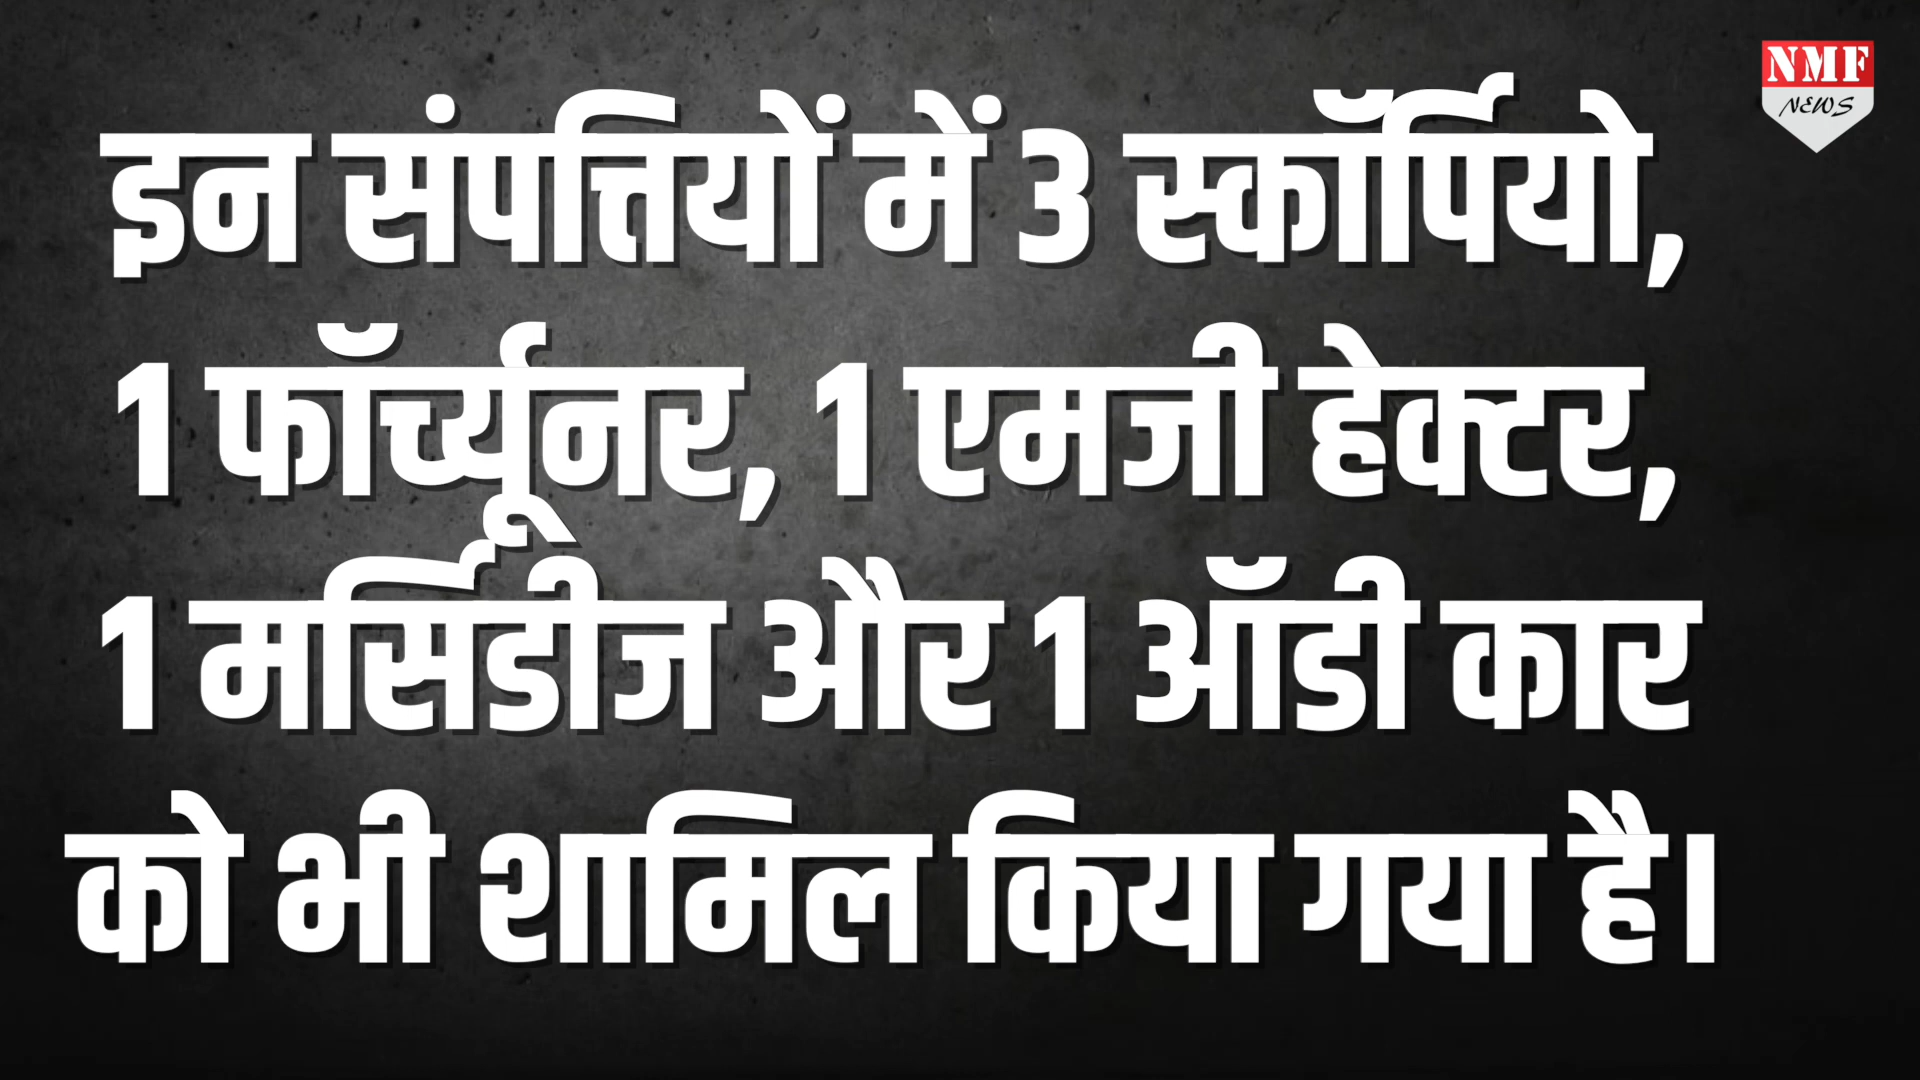 NMF
NEWS
इन संपत्तियों में 3 स्कॉर्पियो,
1 फॉर्च्यूनर, 1 एमजी हेक्टर,
1 मर्सिडीज और 1 ऑडी कार
को भी शामिल किया गया है।